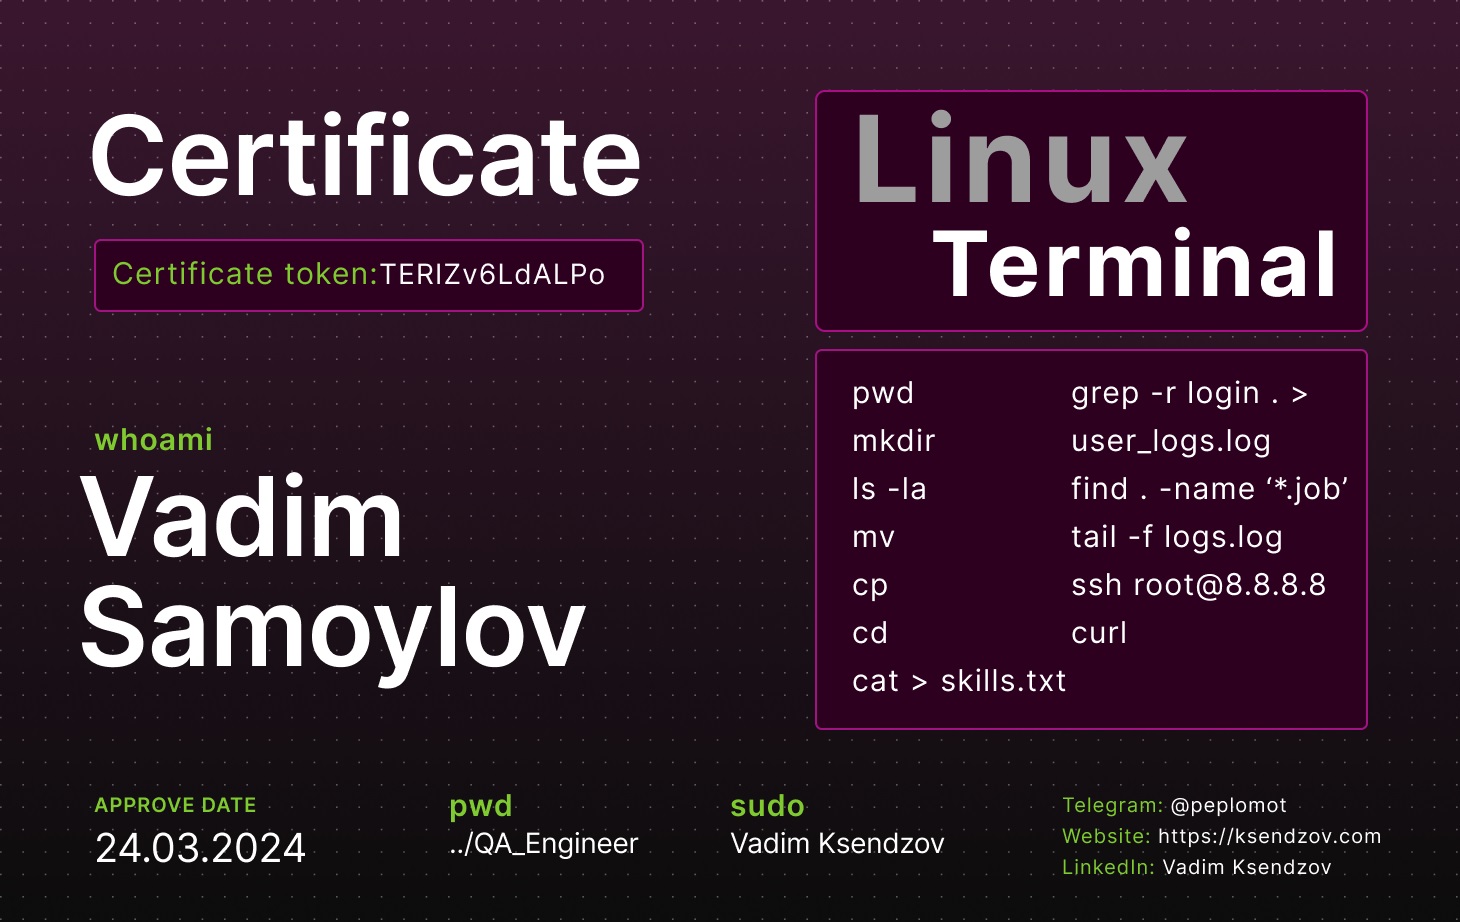 Certificate
Certificate token:TERIZv6LdALPo
whoami
Vadim
Samoylov
Linux
Terminal
pwd
mkdir
ls -la
mv
cp
cd
cat > skills.txt
grep -r login . >
user_logs.log
find . -name ‘*.job’
tail -f logs.log
ssh root@8.8.8.8
curl
APPROVE DATE
24.03.2024
pwd
../QA_Engineer
sudo
Vadim Ksendzov
Telegram: @peplomot
Website: https://ksendzov.com
LinkedIn: Vadim Ksendzov